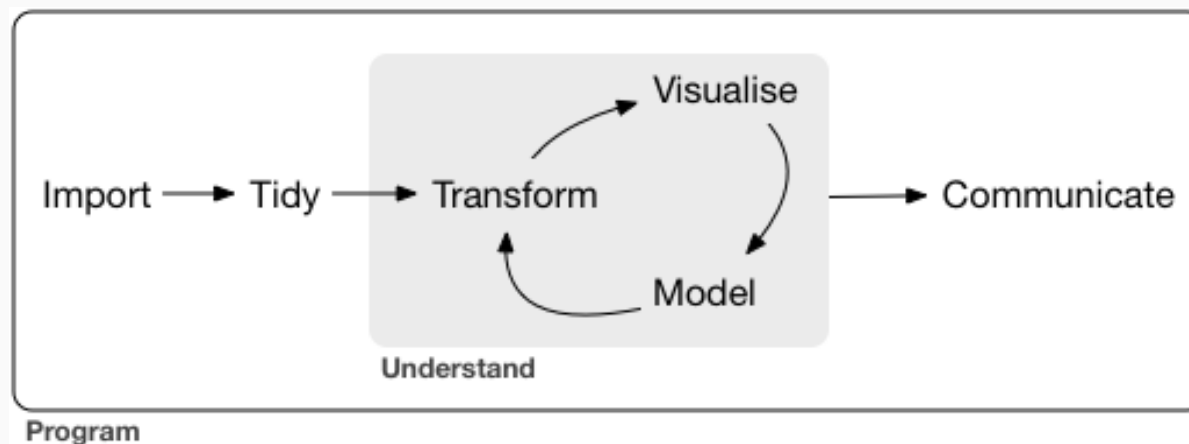 Visualise
Import Tidy Transform Communicate
Model
Understand
Program